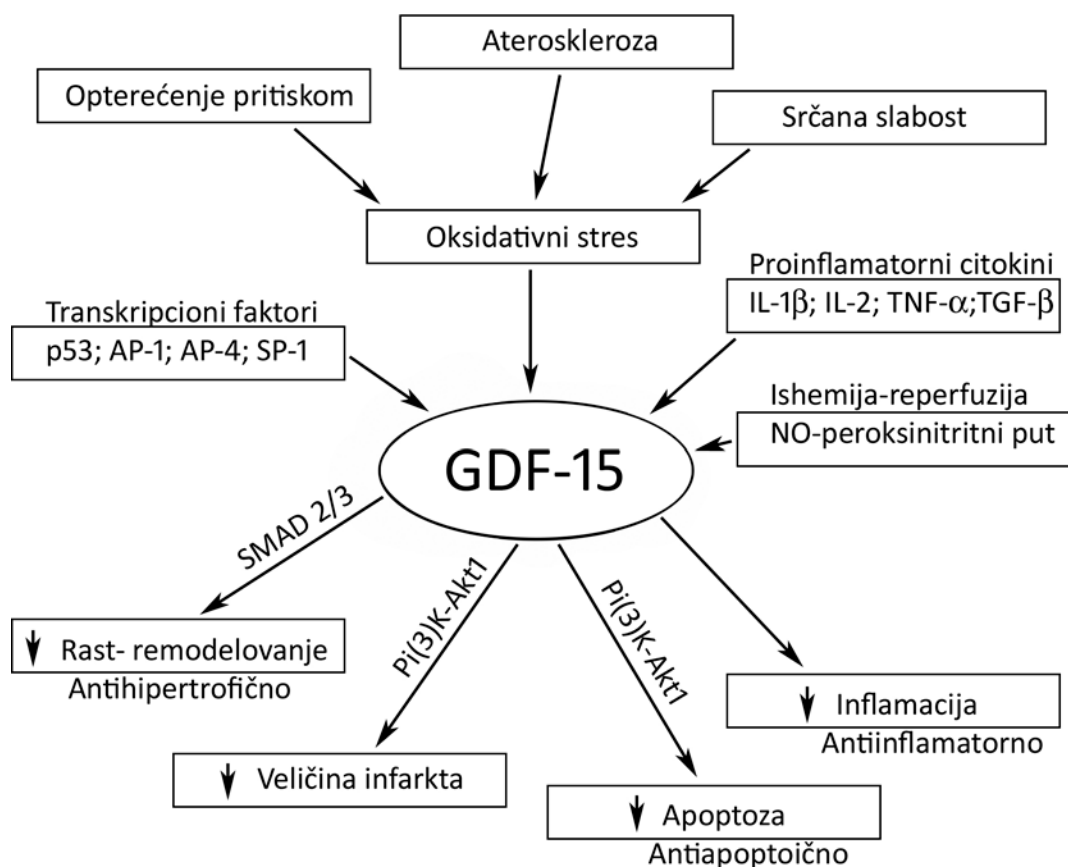 Ateroskleroza
Opterećenje pritiskom
Srčana slabost
Oksidativni stres
Proinflamatorni citokini
IL-1β; IL-2; TNF-α;TGF-β
Transkripcioni faktori
p53; AP-1; AP-4; SP-1
Ishemija-reperfuzija
NO-peroksinitritni put
GDF-15
SMAD 2/3
Pi(3)K-Akt1
Pi(3)K-Akt1
Rast- remodelovanje
Antihipertrofično
Inflamacija
Antiinflamatorno
Veličina infarkta
Apoptoza
Antiapoptoično